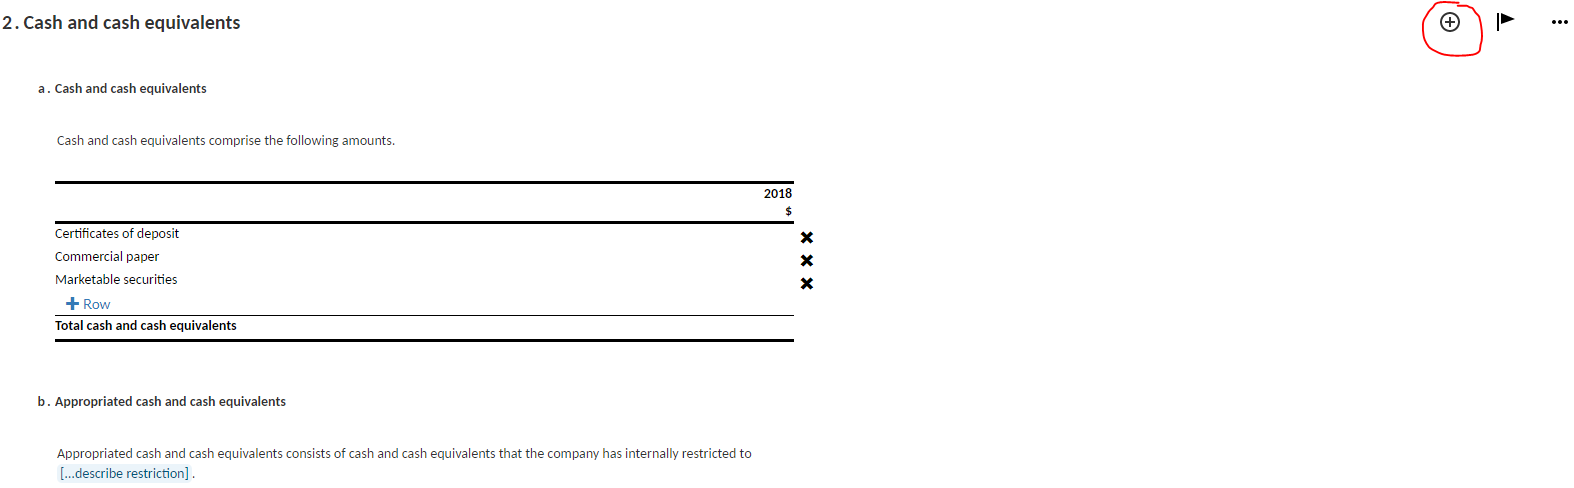 2. Cash and cash equivalents
a. Cash and cash equivalents
Cash and cash equivalents comprise the following amounts.
2018
$
Certificates of deposit
Commercial paper
Marketable securities
Row
Total cash and cash equivalents
b. Appropriated cash and cash equivalents
Appropriated cash and cash equivalents consists of cash and cash equivalents that the company has internally restricted to
[...describe restriction] .